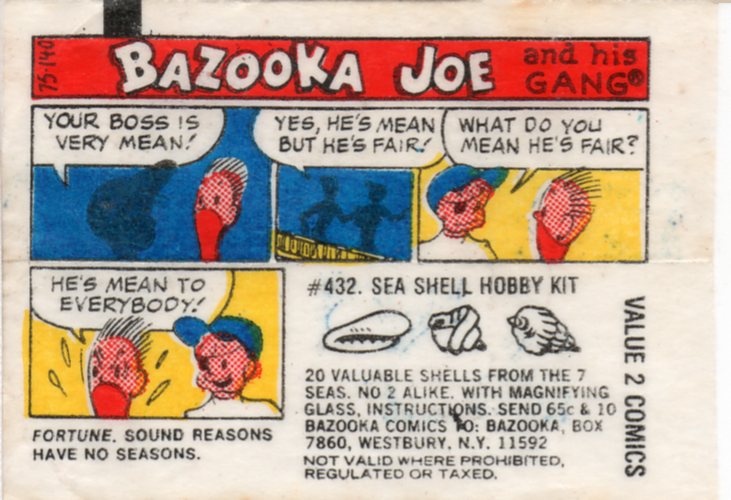 75-140
BAZOOKA JOE
and his
GANG®
YOUR BOSS IS
VERY MEAN!
YES, HE'S MEAN
BUT HE'S FAIR!
WHAT DO YOU
MEAN HE'S FAIR?
HE'S MEAN TO
EVERYBODY!
FORTUNE. SOUND REASONS
HAVE NO SEASONS.
#432. SEA SHELL HOBBY KIT
20 VALUABLE SHELLS FROM THE 7
SEAS. NO 2 ALIKE. WITH MAGNIFYING
GLASS, INSTRUCTIONS. SEND 65c & 10
BAZOOKA COMICS TO: BAZOOKA, BOX
7860, WESTBURY, N.Y. 11592
NOT VALID WHERE PROHIBITED,
REGULATED OR TAXED.
VALUE 2 COMICS